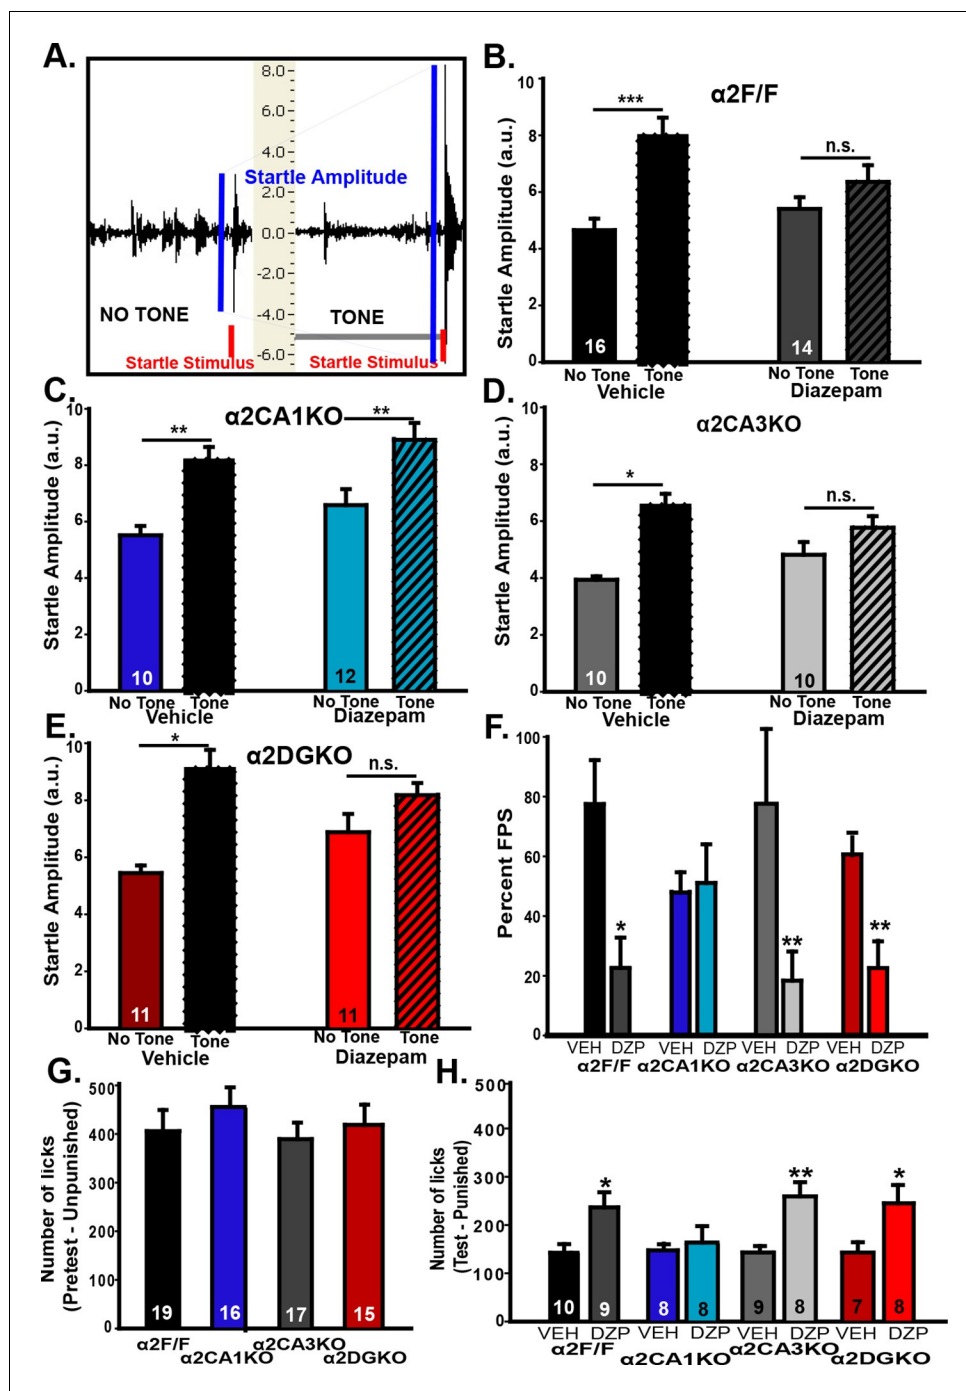 A.
8.0
6.0
4.0
2.0
0.0
-2.0
-4.0
-6.0
Startle Amplitude
NO TONE
TONE
Startle Stimulus
Startle Stimulus
B.
α2F/F
Startle Amplitude (a.u.)
10
8
6
4
2
0
***
n.s.
16
14
No Tone Tone
No Tone Tone
Vehicle
Diazepam
C.
α2CA1KO
Startle Amplitude (a.u.)
10
8
6
4
2
0
**
**
10
12
No Tone Tone
No Tone Tone
Vehicle
Diazepam
D.
α2CA3KO
Startle Amplitude (a.u.)
10
8
6
4
2
0
*
n.s.
10
10
No Tone Tone
No Tone Tone
Vehicle
Diazepam
E.
α2DGKO
Startle Amplitude (a.u.)
10
8
6
4
2
0
*
n.s.
11
11
No Tone Tone
No Tone Tone
Vehicle
Diazepam
F.
Percent FPS
100
80
60
40
20
0
*
**
**
VEH DZP VEH DZP VEH DZP VEH DZP
α2F/F α2CA1KO α2CA3KO α2DGKO
G.
Number of licks
(Pretest - Unpunished)
500
400
300
200
100
0
19 16 17 15
α2F/F α2CA1KO α2CA3KO α2DGKO
H.
Number of licks
(Test - Punished)
500
400
300
200
100
0
*
**
*
10 9 8 8 9 8 7 8
VEH DZP VEH DZP VEH DZP VEH DZP
α2F/F α2CA1KO α2CA3KO α2DGKO